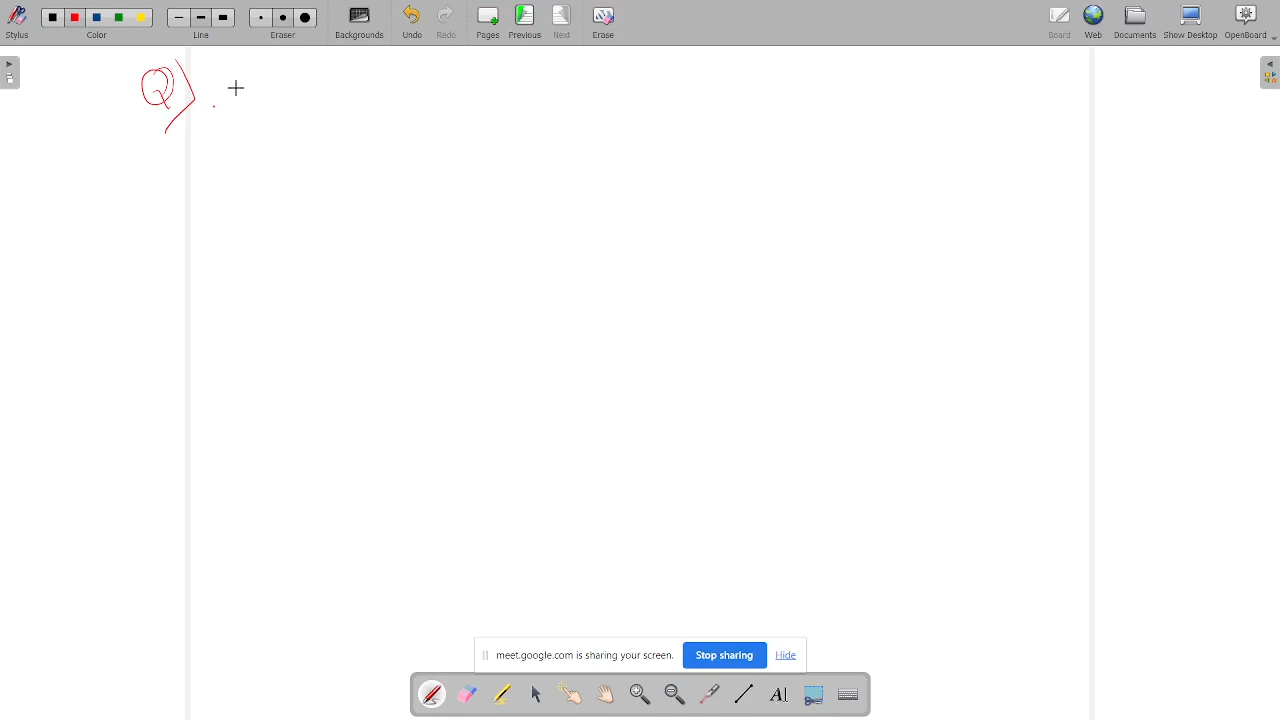 Stylus Color Line Eraser Backgrounds Undo Redo Pages Previous Next Erase Board Web Documents Show Desktop OpenBoard
Q)
meet.google.com is sharing your screen. Stop sharing Hide
AI